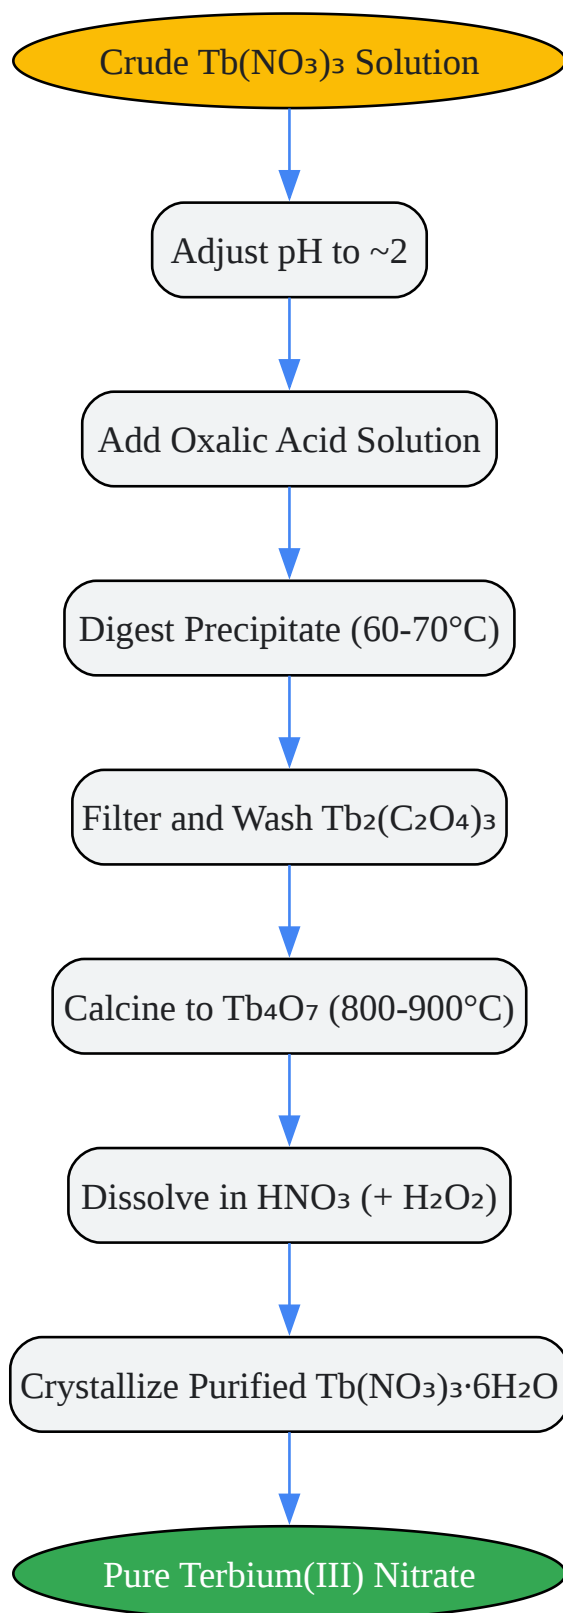 Crude Tb(NO₃)₃ Solution
Adjust pH to ~2
Add Oxalic Acid Solution
Digest Precipitate (60-70°C)
Filter and Wash Tb₂(C₂O₄)₃
Calcine to Tb₄O₇ (800-900°C)
Dissolve in HNO₃ (+ H₂O₂)
Crystallize Purified Tb(NO₃)₃·6H₂O
Pure Terbium(III) Nitrate